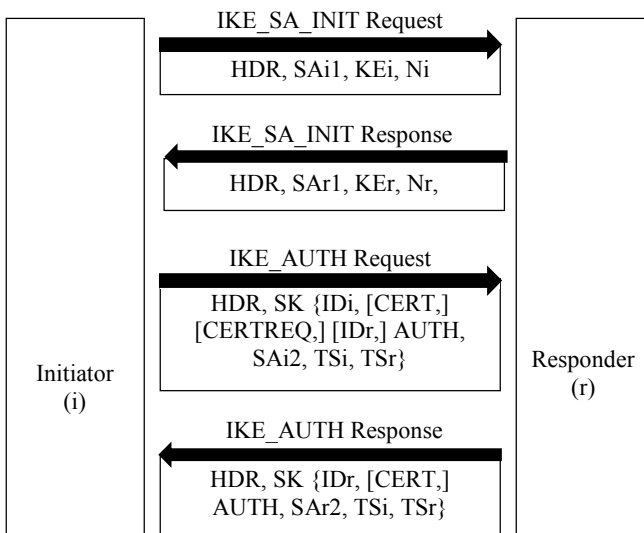 IKE_SA_INIT Request
HDR, SAi1, KEi, Ni
IKE_SA_INIT Response
HDR, SAr1, KEr, Nr,
IKE_AUTH Request
HDR, SK {IDi, [CERT,]
[CERTREQ,] [IDr,] AUTH,
SAi2, TSi, TSr}
Initiator
(i)
Responder
(r)
IKE_AUTH Response
HDR, SK {IDr, [CERT,]
AUTH, SAr2, TSi, TSr}